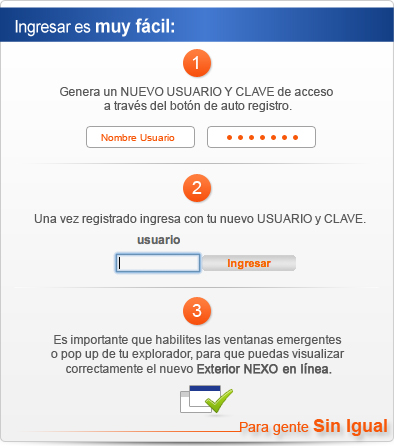 Ingresar es muy fácil:
1
Genera un NUEVO USUARIO Y CLAVE de acceso
a través del botón de auto registro.
Nombre Usuario
2
Una vez registrado ingresa con tu nuevo USUARIO y CLAVE.
usuario
Ingresar
3
Es importante que habilites las ventanas emergentes
o pop up de tu explorador, para que puedas visualizar
correctamente el nuevo Exterior NEXO en línea.
Para gente Sin Igual